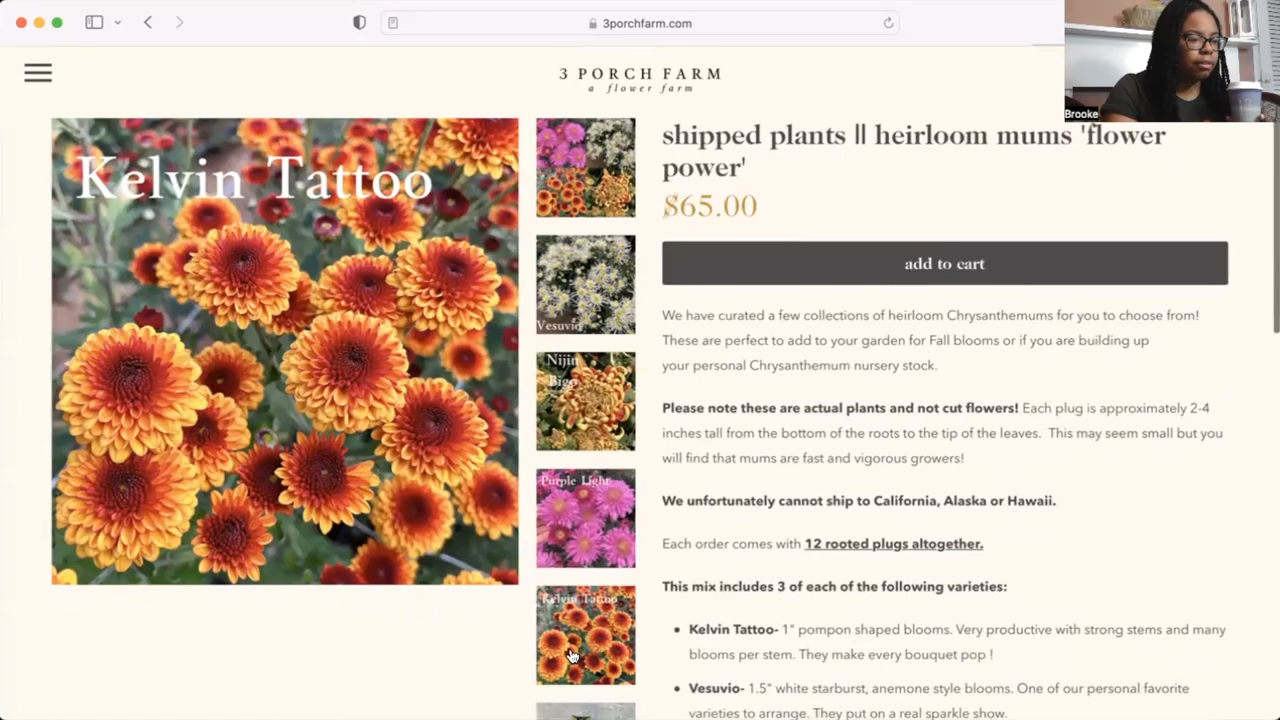 3porchfarm.com
Brooke
3 PORCH FARM
a flower farm
Kelvin Tattoo
Vesuvio
Nijin
Bigo
Purple Light
Kelvin Tattoo
shipped plants || heirloom mums 'flower
power'
$65.00
add to cart
We have curated a few collections of heirloom Chrysanthemums for you to choose from!
These are perfect to add to your garden for Fall blooms or if you are building up
your personal Chrysanthemum nursery stock.
Please note these are actual plants and not cut flowers! Each plug is approximately 2-4
inches tall from the bottom of the roots to the tip of the leaves. This may seem small but you
will find that mums are fast and vigorous growers!
We unfortunately cannot ship to California, Alaska or Hawaii.
Each order comes with 12 rooted plugs altogether.
This mix includes 3 of each of the following varieties:
• Kelvin Tattoo- 1" pompon shaped blooms. Very productive with strong stems and many
blooms per stem. They make every bouquet pop !
• Vesuvio- 1.5" white starburst, anemone style blooms. One of our personal favorite
varieties to arrange. They put on a real sparkle show.